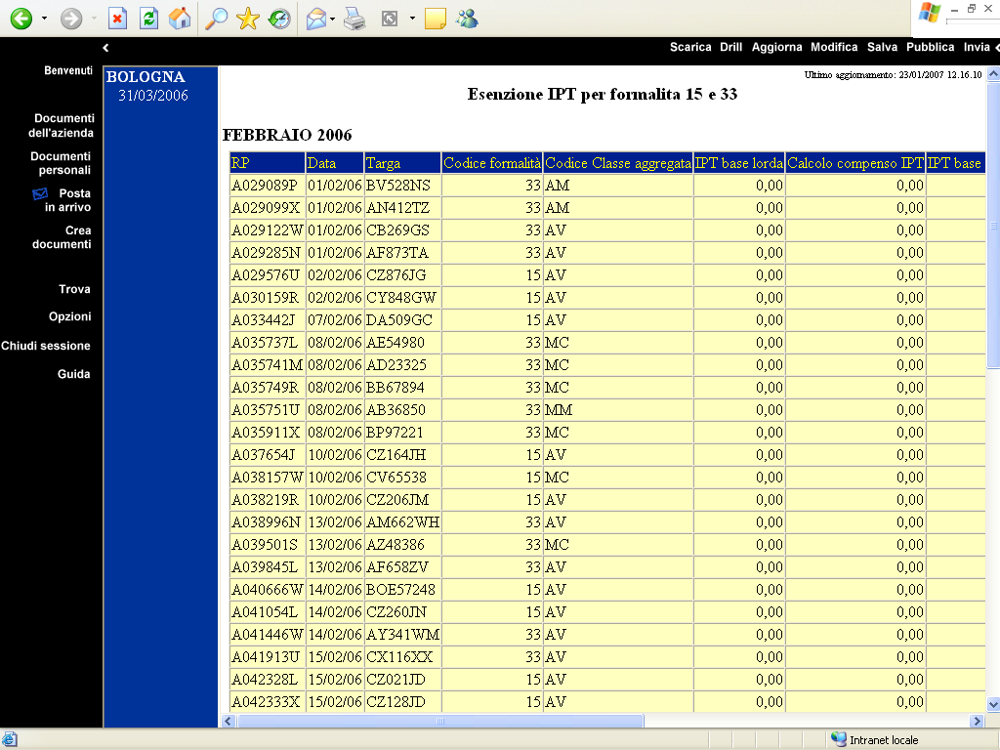 Scarica Drill Aggiorna Modifica Salva Pubblica Invia
Benvenuti
Documenti
dell'azienda
Documenti
personali
Posta
in arrivo
Crea
documenti
Trova
Opzioni
Chiudi sessione
Guida
BOLOGNA
31/03/2006
Ultimo aggiornamento: 23/01/2007 12.16.10
Esenzione IPT per formalita 15 e 33
FEBBRAIO 2006
RP Data Targa Codice formalità Codice Classe aggregata IPT base lorda Calcolo compenso IPT IPT base
A029089P 01/02/06 BV528NS 33 AM 0,00 0,00
A029099X 01/02/06 AN412TZ 33 AM 0,00 0,00
A029122W 01/02/06 CB269GS 33 AV 0,00 0,00
A029285N 01/02/06 AF873TA 33 AV 0,00 0,00
A029576U 02/02/06 CZ876JG 15 AV 0,00 0,00
A030159R 02/02/06 CY848GW 15 AV 0,00 0,00
A033442J 07/02/06 DA509GC 15 AV 0,00 0,00
A035737L 08/02/06 AE54980 33 MC 0,00 0,00
A035741M 08/02/06 AD23325 33 MC 0,00 0,00
A035749R 08/02/06 BB67894 33 MC 0,00 0,00
A035751U 08/02/06 AB36850 33 MM 0,00 0,00
A035911X 08/02/06 BP97221 33 MC 0,00 0,00
A037654J 10/02/06 CZ164JH 15 AV 0,00 0,00
A038157W 10/02/06 CV65538 15 MC 0,00 0,00
A038219R 10/02/06 CZ206JM 15 AV 0,00 0,00
A038996N 13/02/06 AM662WH 33 AV 0,00 0,00
A039501S 13/02/06 AZ48386 33 MC 0,00 0,00
A039845L 13/02/06 AF658ZV 33 AV 0,00 0,00
A040666W 14/02/06 BOE57248 15 AV 0,00 0,00
A041054L 14/02/06 CZ260JN 15 AV 0,00 0,00
A041446W 14/02/06 AY341WM 33 AV 0,00 0,00
A041913U 15/02/06 CX116XX 33 AV 0,00 0,00
A042328L 15/02/06 CZ021JD 15 AV 0,00 0,00
A042333X 15/02/06 CZ128JD 15 AV 0,00 0,00
Intranet locale